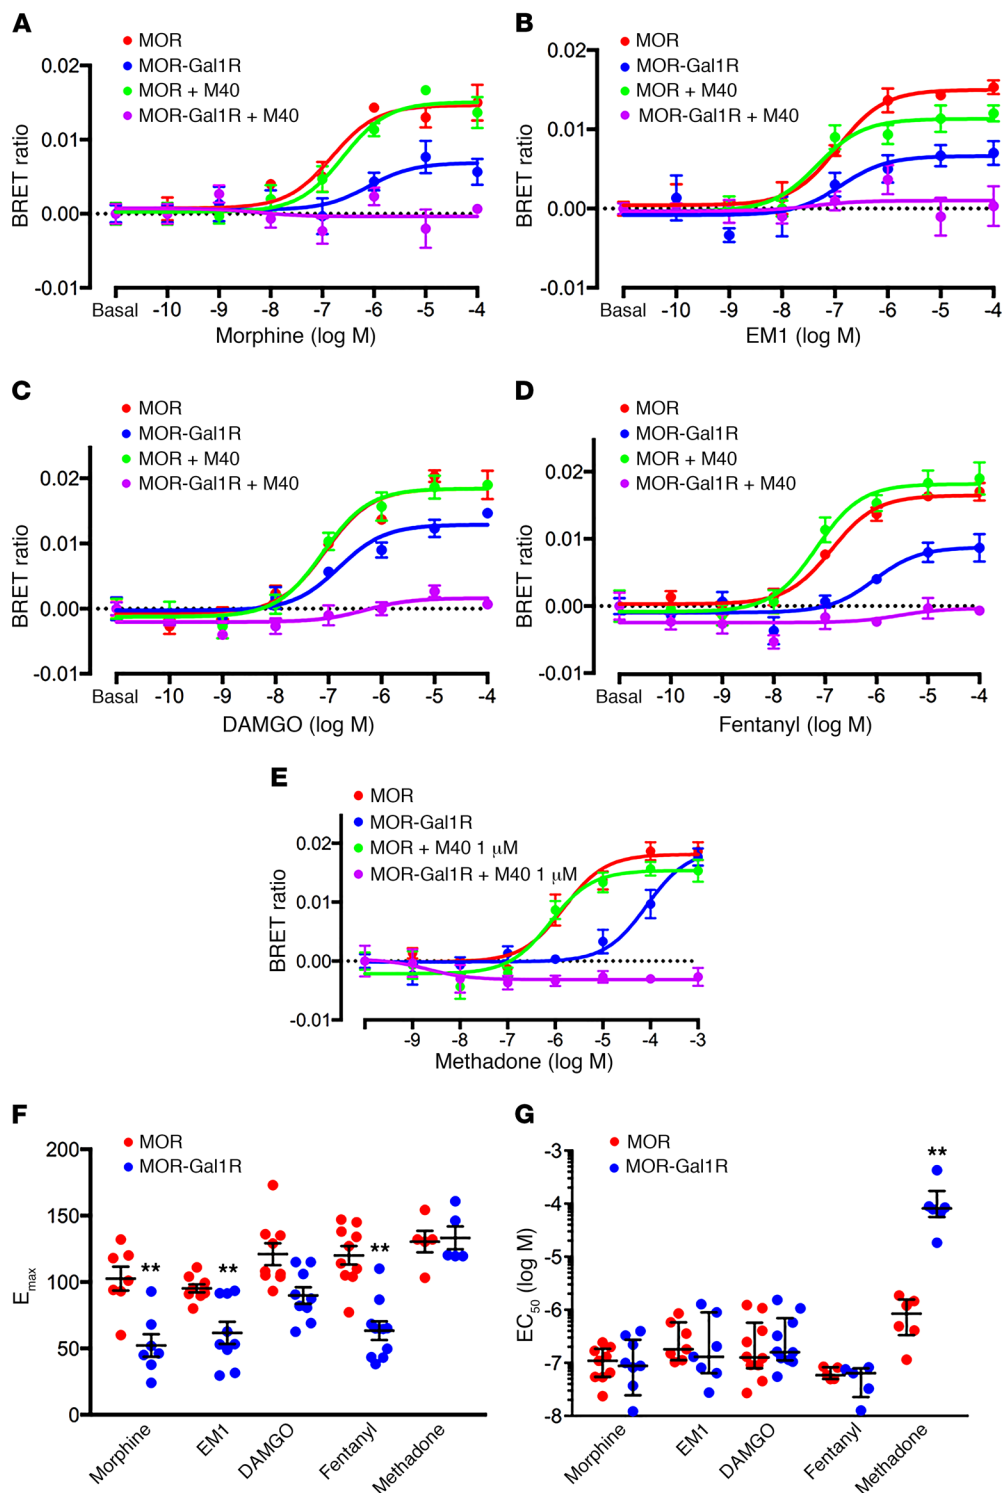 A
MOR
MOR-Gal1R
MOR + M40
MOR-Gal1R + M40
BRET ratio
0.02
0.01
0.00
-0.01
Basal -10 -9 -8 -7 -6 -5 -4
Morphine (log M)
B
MOR
MOR-Gal1R
MOR + M40
MOR-Gal1R + M40
BRET ratio
0.02
0.01
0.00
-0.01
Basal -10 -9 -8 -7 -6 -5 -4
EM1 (log M)
C
MOR
MOR-Gal1R
MOR + M40
MOR-Gal1R + M40
BRET ratio
0.02
0.01
0.00
-0.01
Basal -10 -9 -8 -7 -6 -5 -4
DAMGO (log M)
D
MOR
MOR-Gal1R
MOR + M40
MOR-Gal1R + M40
BRET ratio
0.02
0.01
0.00
-0.01
Basal -10 -9 -8 -7 -6 -5 -4
Fentanyl (log M)
E
MOR
MOR-Gal1R
MOR + M40 1 μM
MOR-Gal1R + M40 1 μM
BRET ratio
0.02
0.01
0.00
-0.01
-9 -8 -7 -6 -5 -4 -3
Methadone (log M)
F
MOR
MOR-Gal1R
Emax
200
150
100
50
0
** ** **
Morphine EM1 DAMGO Fentanyl Methadone
G
MOR
MOR-Gal1R
EC50 (log M)
-3
-4
-5
-6
-7
-8
**
Morphine EM1 DAMGO Fentanyl Methadone